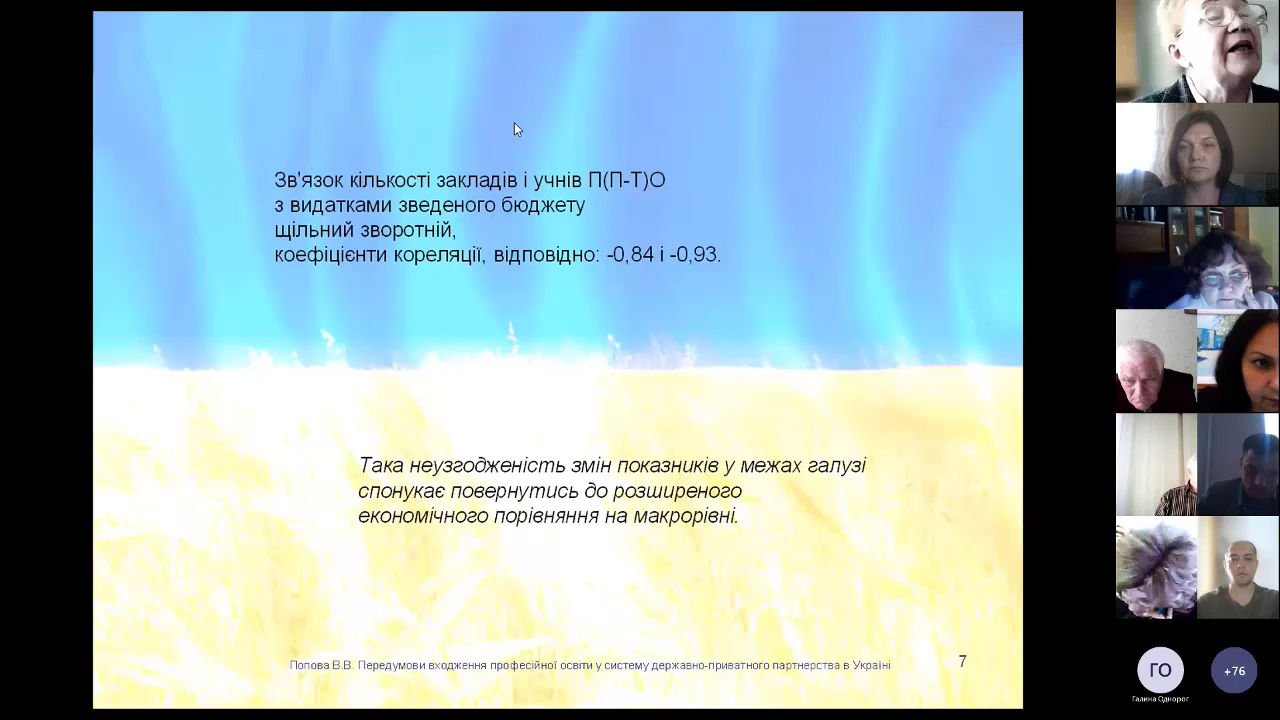 Зв'язок кількості закладів і учнів П(П-Т)О
з видатками зведеного бюджету
щільний зворотній,
коефіцієнти кореляції, відповідно: -0,84 і -0,93.
Така неузгодженість змін показників у межах галузі
спонукає повернутись до розширеного
економічного порівняння на макрорівні.
Попова В.В. Передумови входження професійної освіти у систему державно-приватного партнерства в Україні
7
ГО
+76
Галина Однорог